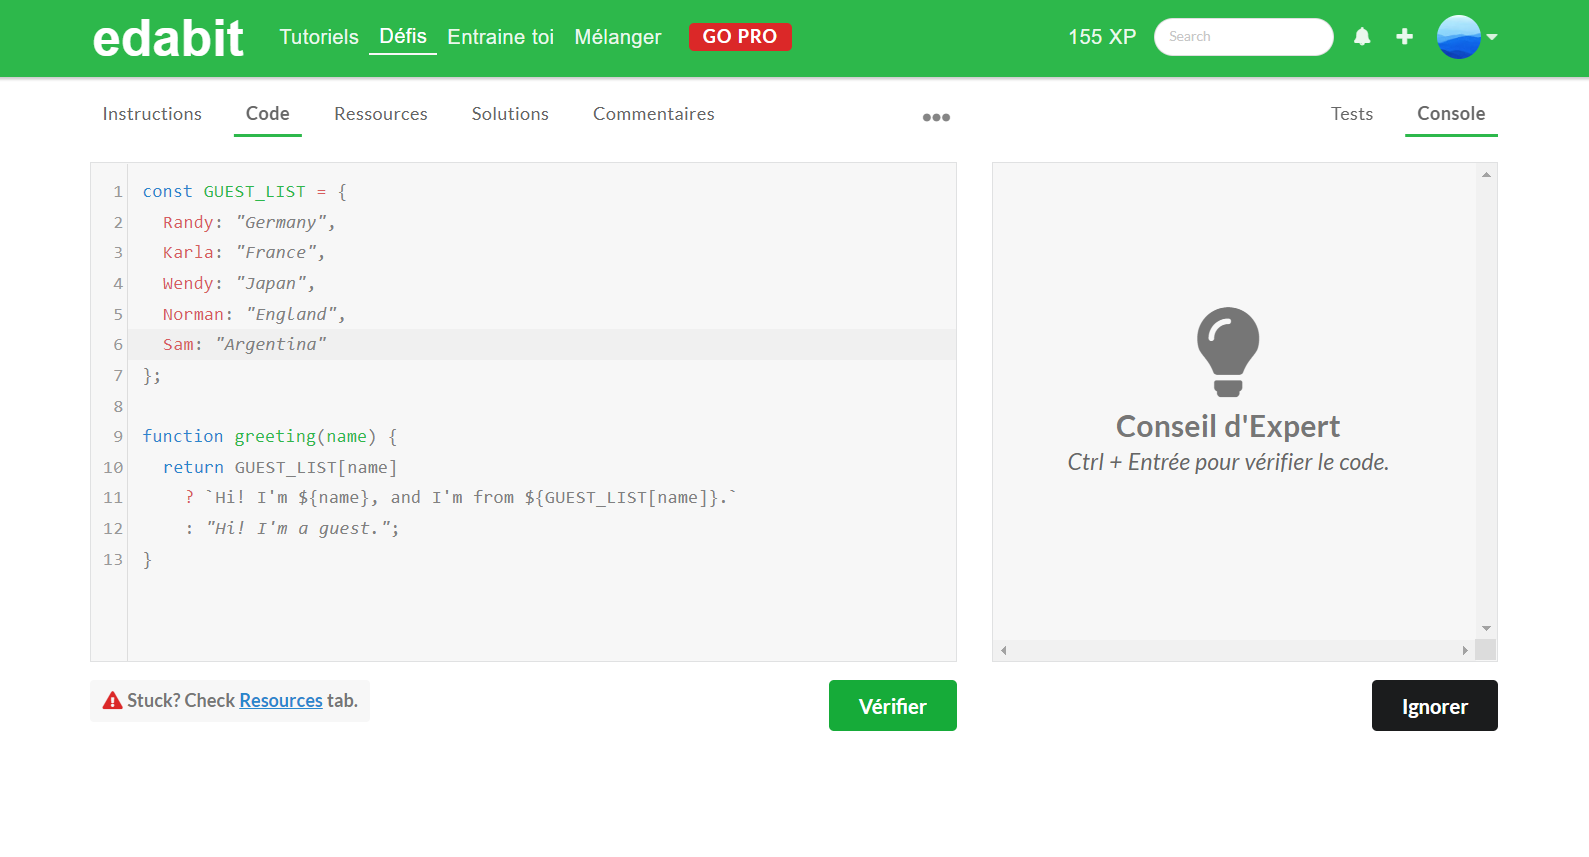 edabit Tutoriels Défis Entraine toi Mélanger GO PRO 155 XP Search
Instructions Code Ressources Solutions Commentaires ••• Tests Console
1 const GUEST_LIST = {
2 Randy: "Germany",
3 Karla: "France",
4 Wendy: "Japan",
5 Norman: "England",
6 Sam: "Argentina"
7 };
8
9 function greeting(name) {
10 return GUEST_LIST[name]
11 ? `Hi! I'm ${name}, and I'm from ${GUEST_LIST[name]}.`
12 : "Hi! I'm a guest.";
13 }
Conseil d'Expert
Ctrl + Entrée pour vérifier le code.
Stuck? Check Resources tab.
Vérifier
Ignorer